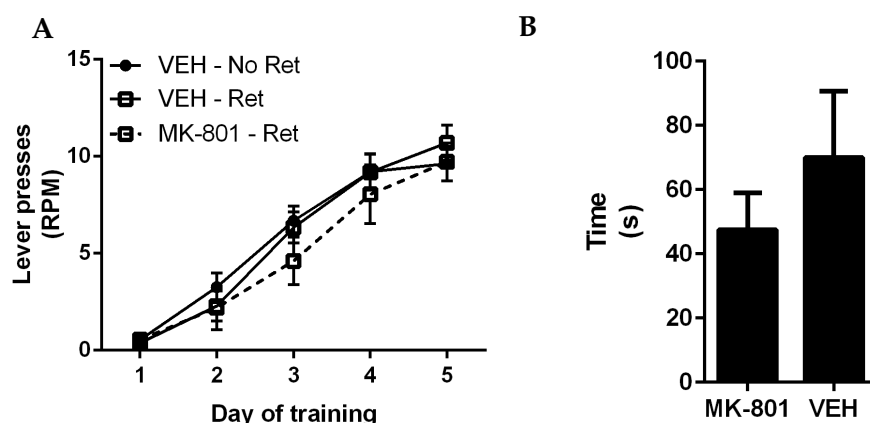 A
VEH - No Ret
VEH - Ret
MK-801 - Ret
15
10
5
0
Lever presses
(RPM)
1 2 3 4 5
Day of training
B
100
80
60
40
20
0
Time
(s)
MK-801 VEH